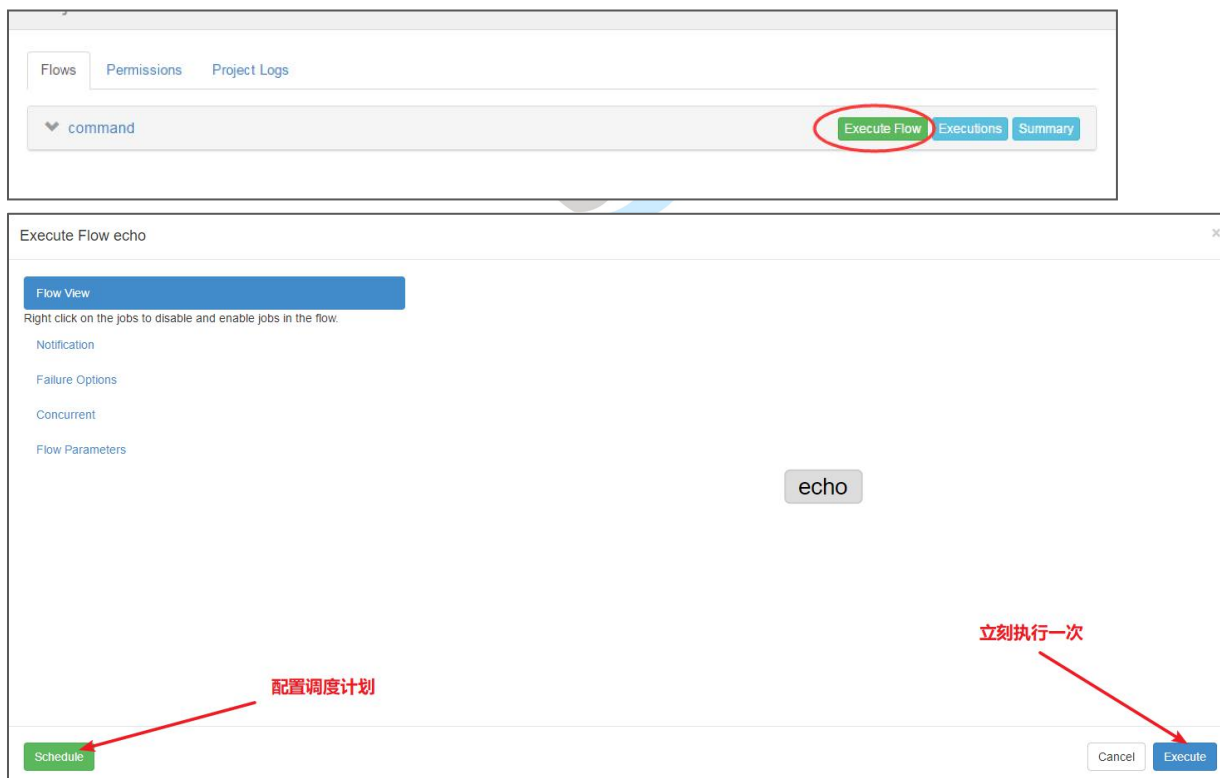 Flows Permissions Project Logs
command Execute Flow Executions Summary
Execute Flow echo ×
Flow View
Right click on the jobs to disable and enable jobs in the flow.
Notification
Failure Options
Concurrent
Flow Parameters
echo
立刻执行一次
配置调度计划
Schedule Cancel Execute